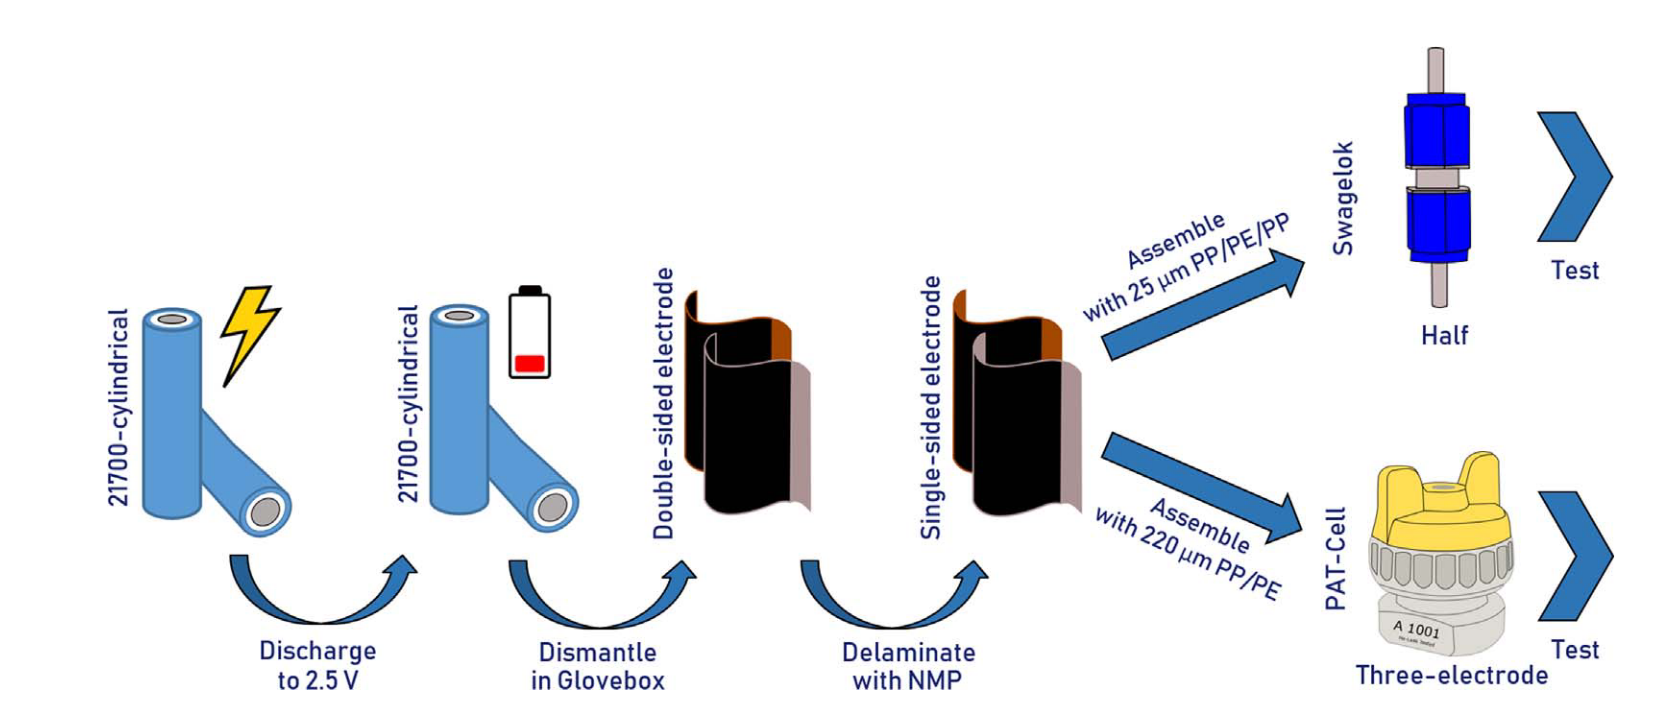 21700-cylindrical
Discharge
to 2.5 V
21700-cylindrical
Dismantle
in Glovebox
Double-sided electrode
Delaminate
with NMP
Single-sided electrode
Assemble
with 25 μm PP/PE/PP
Swagelok
Half
Test
Assemble
with 220 μm PP/PE
PAT-Cell
A 1001
Three-electrode
Test